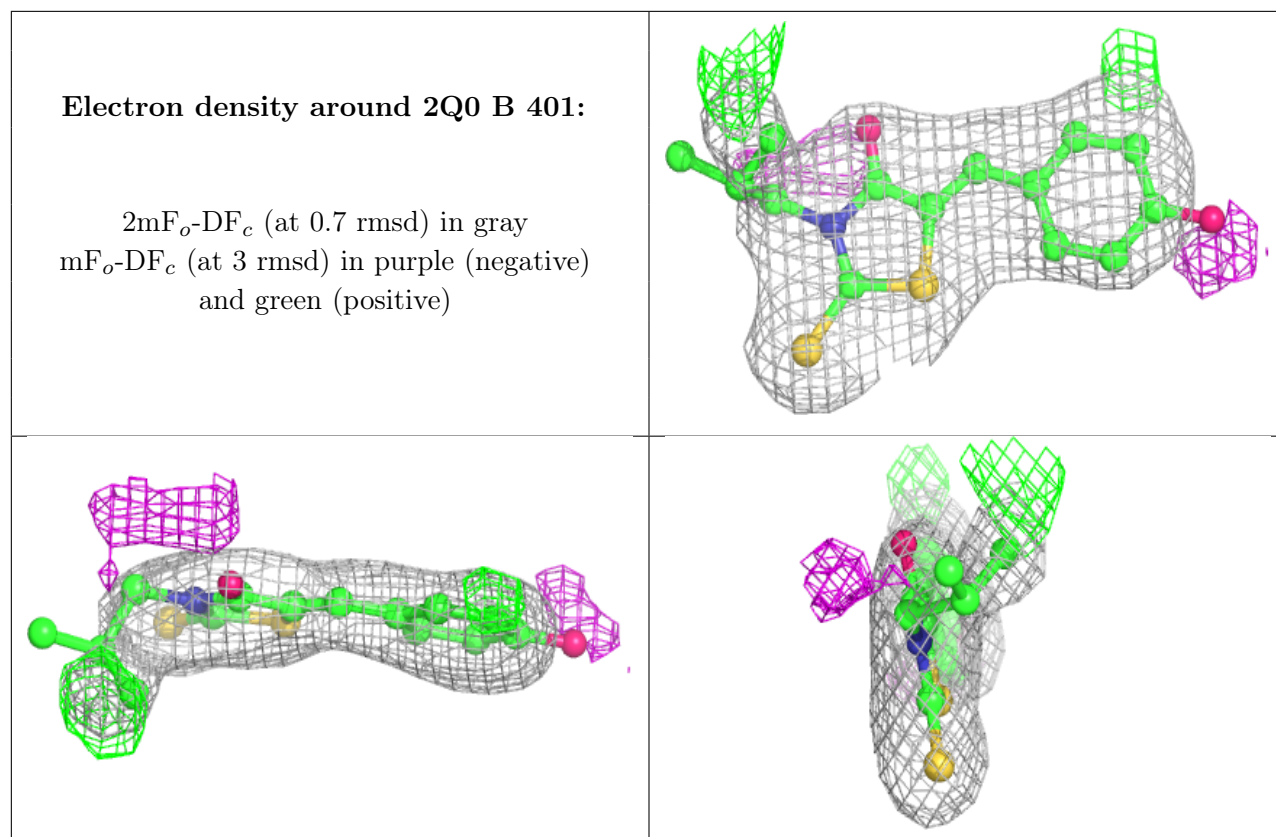 Electron density around 2Q0 B 401:
2mFo-DFc (at 0.7 rmsd) in gray
mFo-DFc (at 3 rmsd) in purple (negative)
and green (positive)